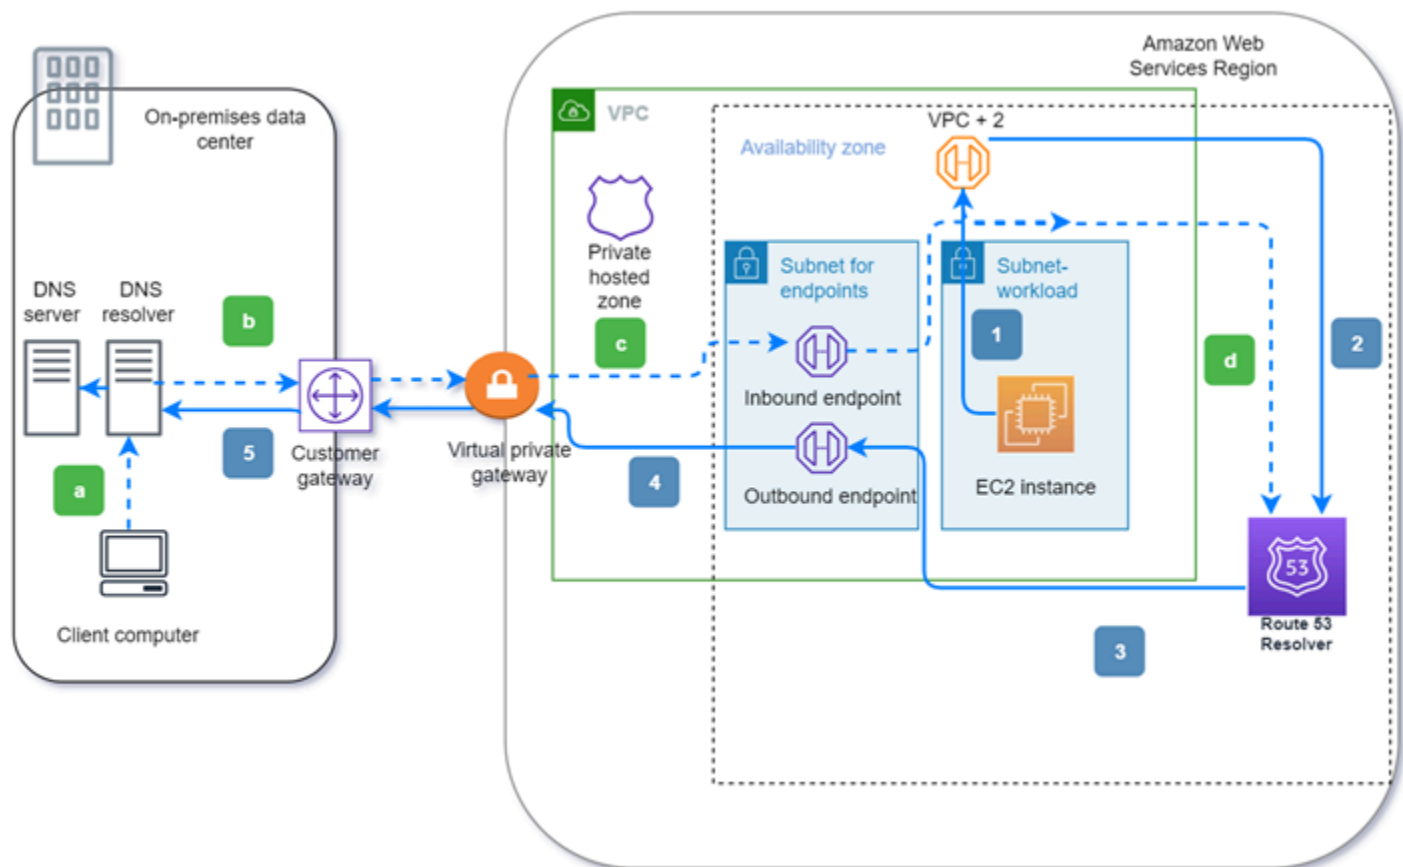 Amazon Web
Services Region
On-premises data
center
VPC
VPC + 2
Availability zone
Private
hosted
zone
Subnet for
endpoints
Subnet-
workload
DNS
server
DNS
resolver
b
c
1
d
2
Inbound endpoint
5
Customer
gateway
Virtual private
gateway
4
a
Outbound endpoint
EC2 instance
53
Route 53
Resolver
Client computer
3